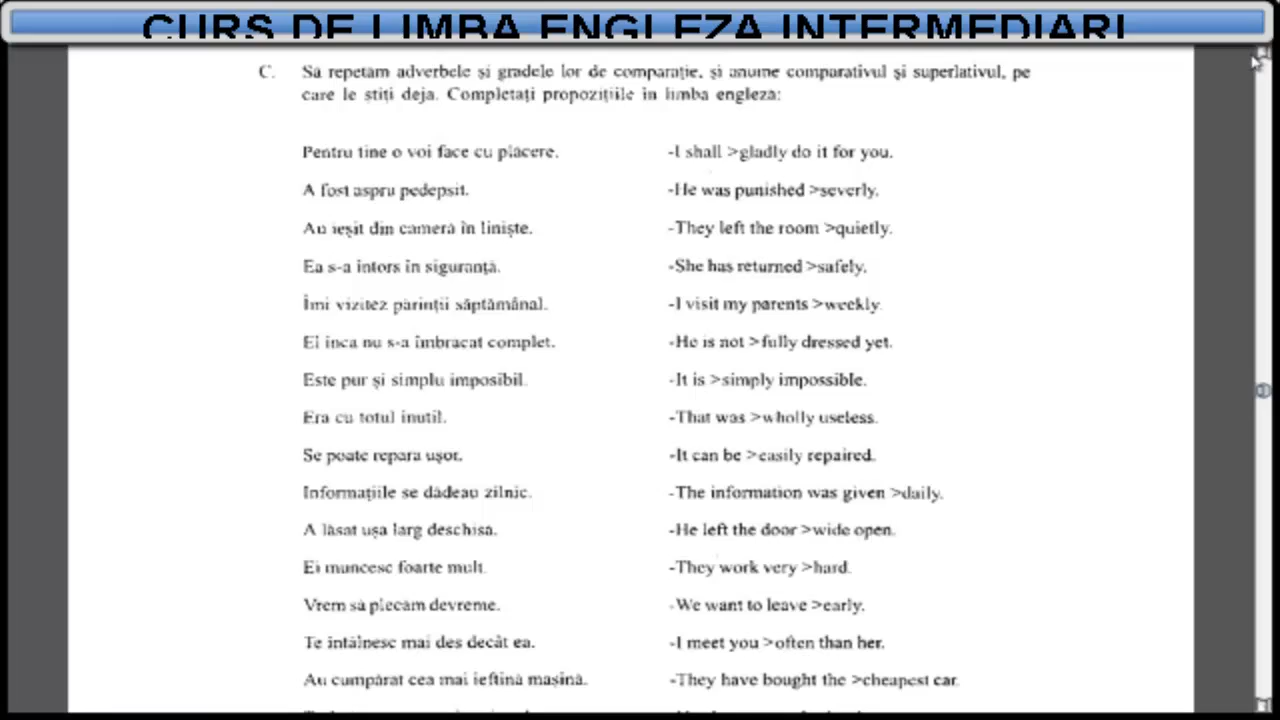 CURS DE LIMBA ENGLEZA INTERMEDIARI
C. Să repetăm adverbele și gradele lor de comparație, și anume comparativul și superlativul, pe
care le știți deja. Completați propozițiile în limba engleză:
Pentru tine o voi face cu plăcere. -I shall >gladly do it for you.
A fost aspru pedepsit. -He was punished >severly.
Au ieșit din cameră în liniște. -They left the room >quietly.
Ea s-a întors în siguranță. -She has returned >safely.
Îmi vizitez părinții săptămânal. -I visit my parents >weekly.
El încă nu s-a îmbrăcat complet. -He is not >fully dressed yet.
Este pur și simplu imposibil. -It is >simply impossible.
Era cu totul inutil. -That was >wholly useless.
Se poate repara ușor. -It can be >easily repaired.
Informațiile se dădeau zilnic. -The information was given >daily.
A lăsat ușa larg deschisă. -He left the door >wide open.
Ei muncesc foarte mult. -They work very >hard.
Vrem să plecăm devreme. -We want to leave >early.
Te întâlnesc mai des decât ea. -I meet you >often than her.
Au cumpărat cea mai ieftină mașină. -They have bought the >cheapest car.